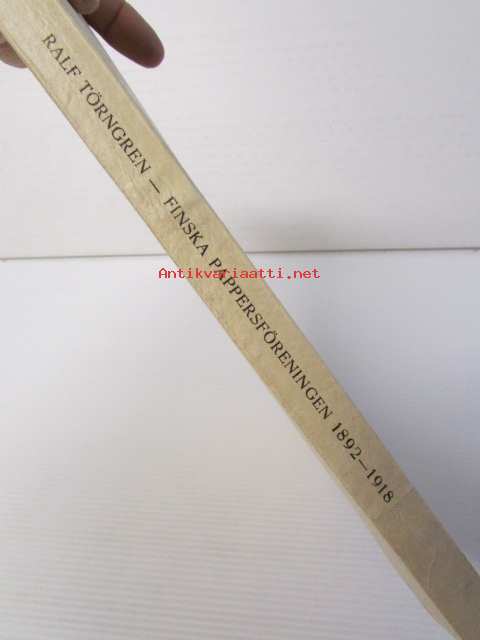 RALF TÖRNGREN — FINSKA PAPPERSFÖRENINGEN 1892—1918
Antikvariaatti.net